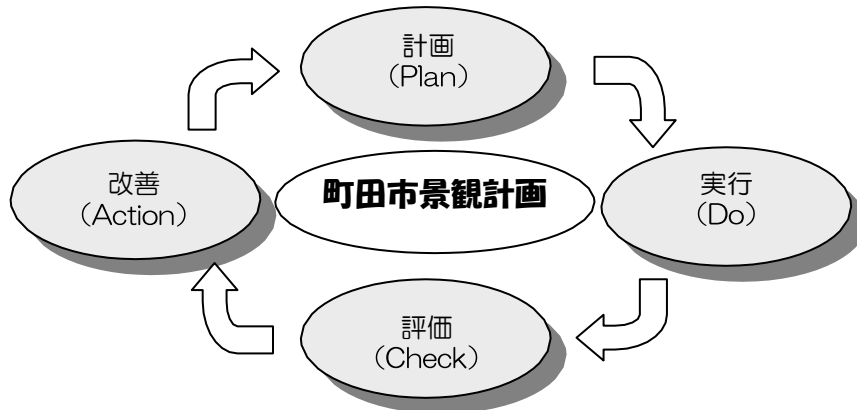 計画
（Plan）
改善
（Action）
町田市景観計画
実行
（Do）
評価
（Check）